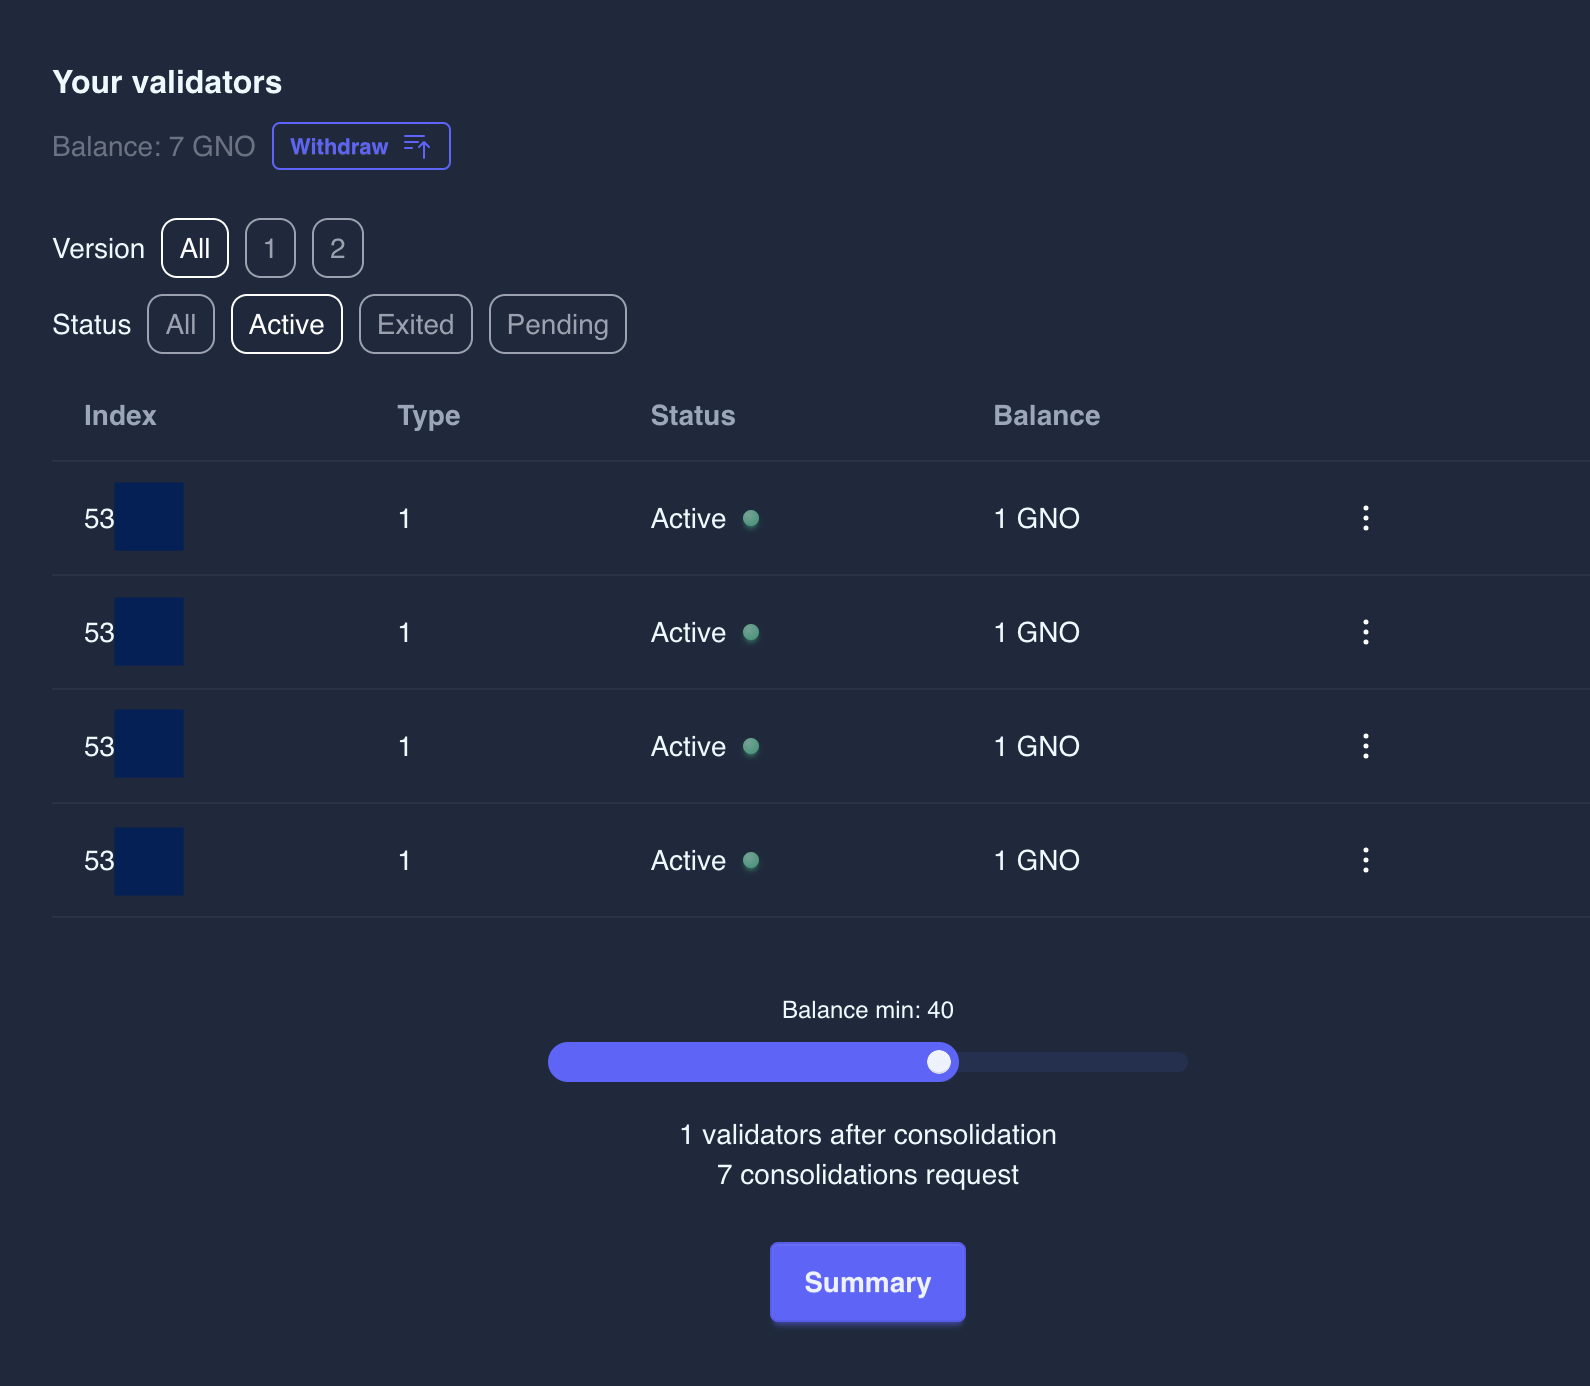 Your validators
Balance: 7 GNO Withdraw
Version All 1 2
Status All Active Exited Pending
Index Type Status Balance
53 1 Active 1 GNO
53 1 Active 1 GNO
53 1 Active 1 GNO
53 1 Active 1 GNO
Balance min: 40
1 validators after consolidation
7 consolidations request
Summary